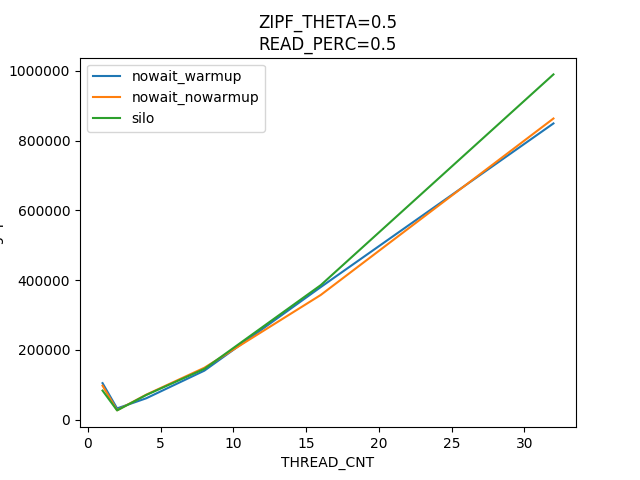 ZIPF_THETA=0.5
READ_PERC=0.5
nowait_warmup
nowait_nowarmup
silo
1000000
800000
600000
400000
200000
0
0 5 10 15 20 25 30
THREAD_CNT